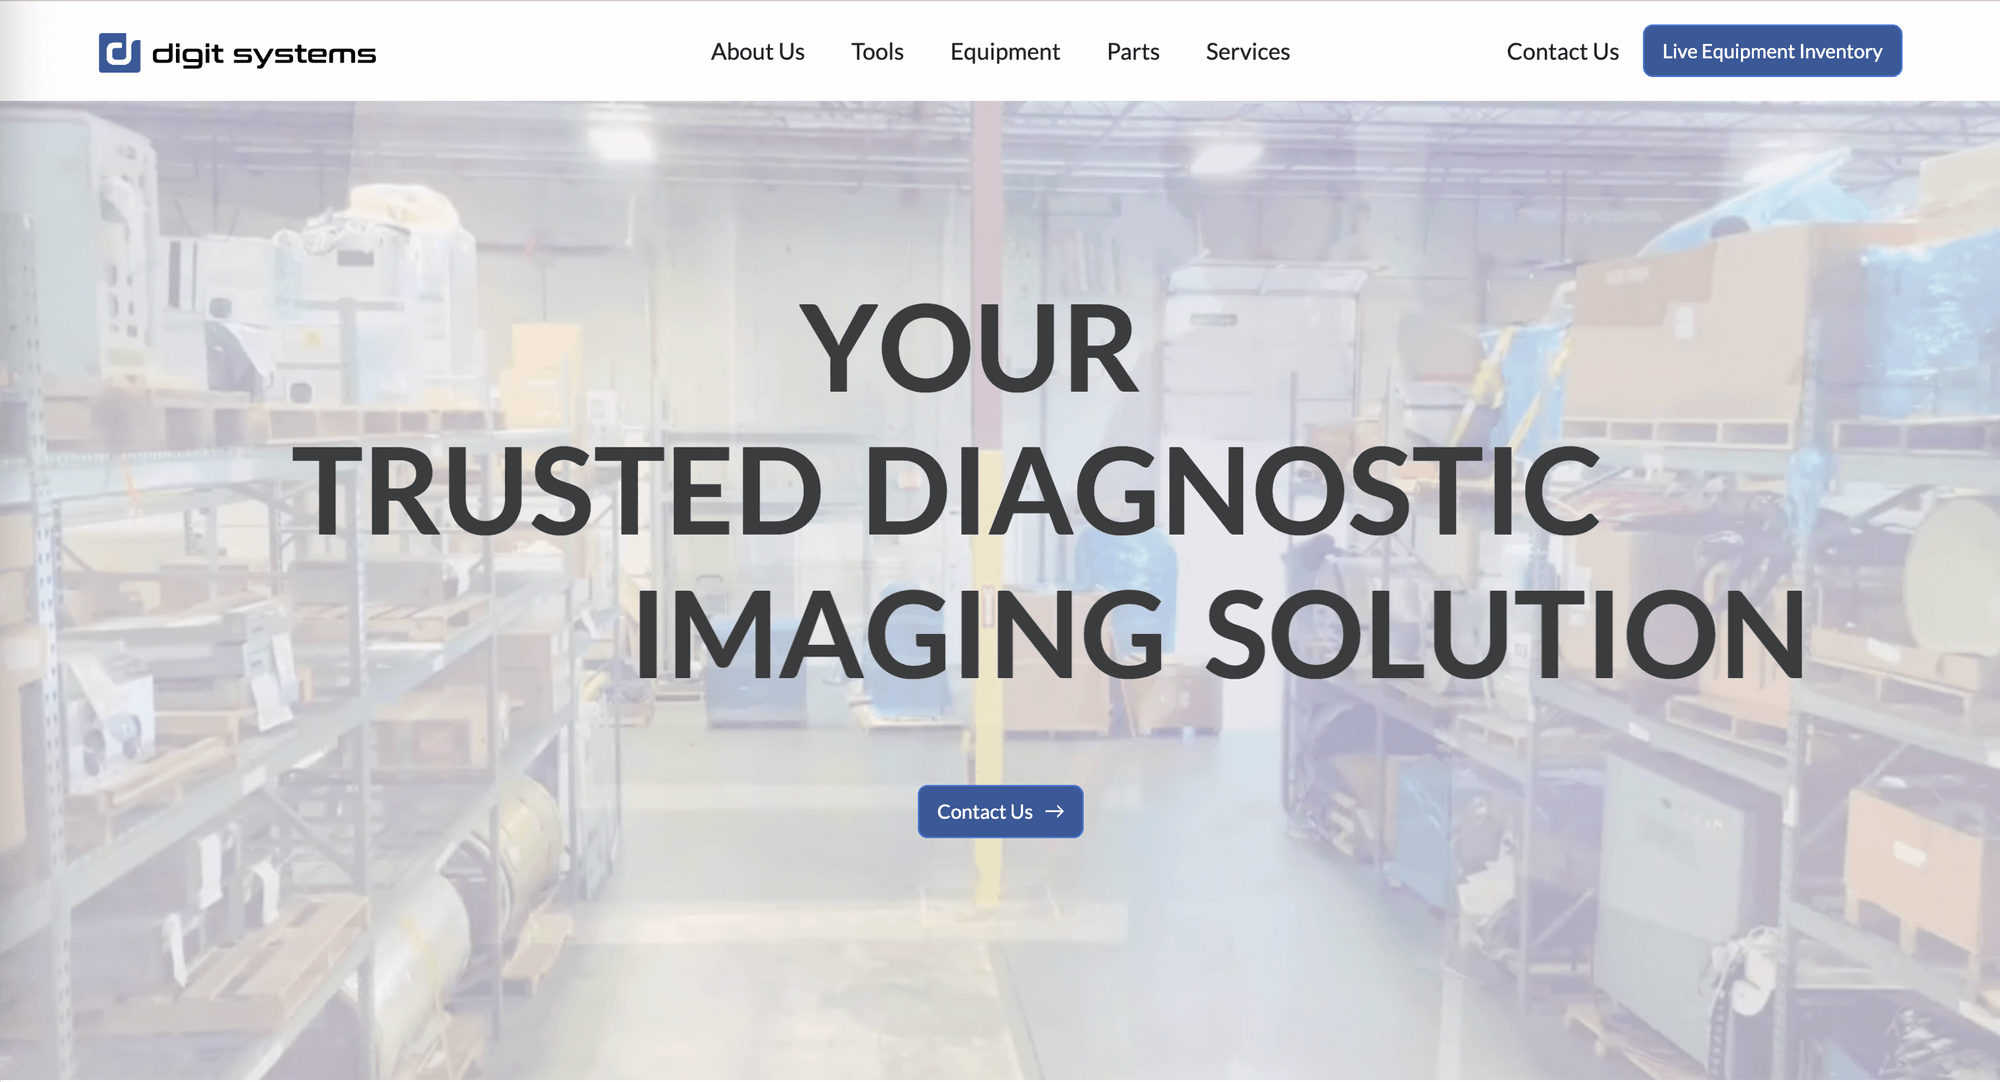 digit systems
About Us Tools Equipment Parts Services Contact Us Live Equipment Inventory
YOUR
TRUSTED DIAGNOSTIC
IMAGING SOLUTION
Contact Us →